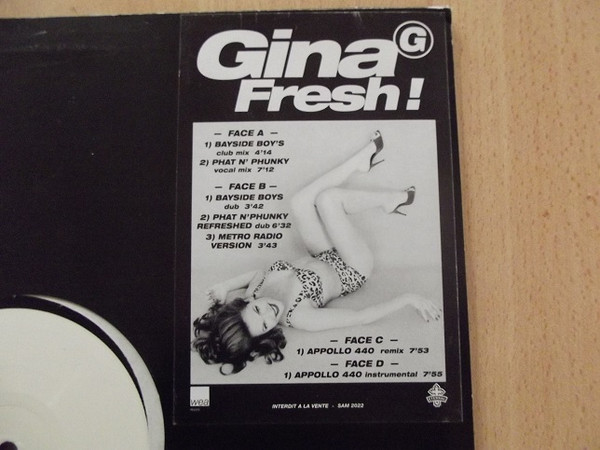 Gina G
Fresh!
— FACE A —
1) BAYSIDE BOY'S
club mix 4'14
2) PHAT N' PHUNKY
vocal mix 7'12
— FACE B —
1) BAYSIDE BOYS
dub 3'42
2) PHAT N'PHUNKY
REFRESHED dub 6'32
3) METRO RADIO
VERSION 3'43
— FACE C —
1) APPOLLO 440 remix 7'53
— FACE D —
1) APPOLLO 440 instrumental 7'55
wea
INTERDIT A LA VENTE - SAM 2022